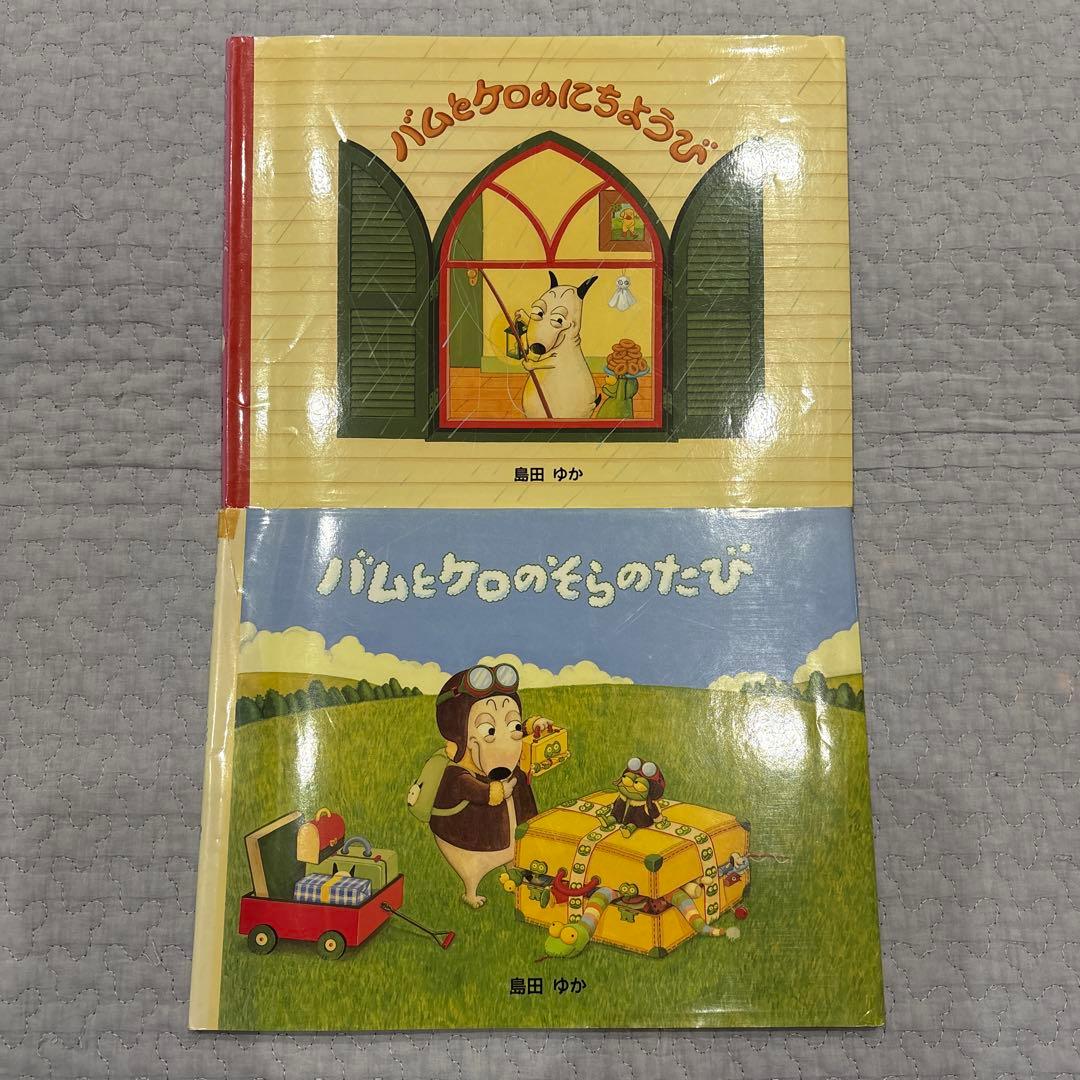 バムとケロのにちようび
島田 ゆか
バムとケロのそらのたび
島田 ゆか